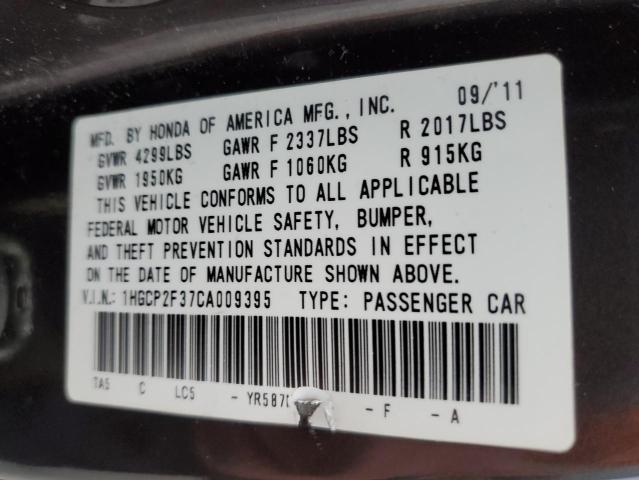 MFD. BY HONDA OF AMERICA MFG., INC. 09/'11
GVWR 4299LBS GAWR F 2337LBS R 2017LBS
GVWR 1950KG GAWR F 1060KG R 915KG
THIS VEHICLE CONFORMS TO ALL APPLICABLE
FEDERAL MOTOR VEHICLE SAFETY, BUMPER,
AND THEFT PREVENTION STANDARDS IN EFFECT
ON THE DATE OF MANUFACTURE SHOWN ABOVE.
V.I.N.: 1HGCP2F37CA009395 TYPE: PASSENGER CAR
TA5 C LC5 - - F - A